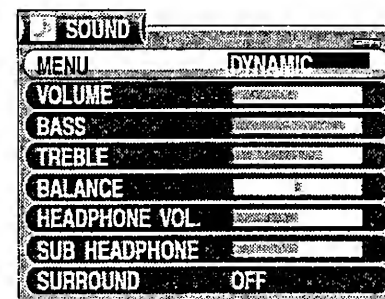 SOUND
MENU DYNAMIC
VOLUME
BASS
TREBLE
BALANCE
HEADPHONE VOL.
SUB HEADPHONE
SURROUND OFF